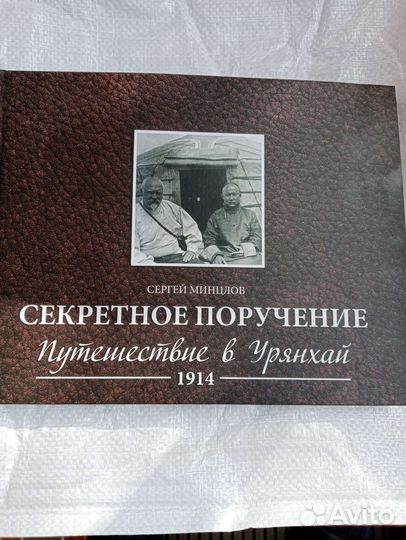 СЕРГЕЙ МИНЦЛОВ
СЕКРЕТНОЕ ПОРУЧЕНИЕ
Путешествие в Урянхай
1914
Avito